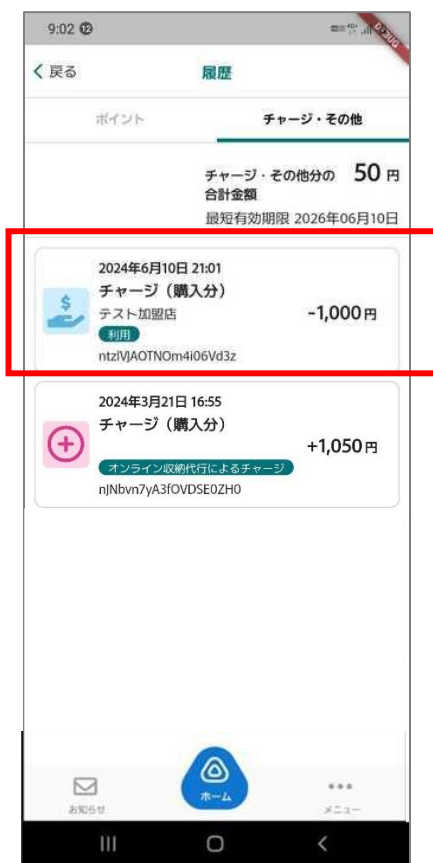 9:02 ⑫
DEBUG
戻る
履歴
ポイント
チャージ・その他
チャージ・その他分の 50 円
合計金額
最短有効期限 2026年06月10日
2024年6月10日 21:01
チャージ（購入分）
テスト加盟店
-1,000円
利用
ntzlVJAOTNOm4i06Vd3z
2024年3月21日 16:55
チャージ（購入分）
+1,050円
オンライン収納代行によるチャージ
njNbvn7yA3fOVDSE0ZH0
お知らせ
ホーム
メニュー